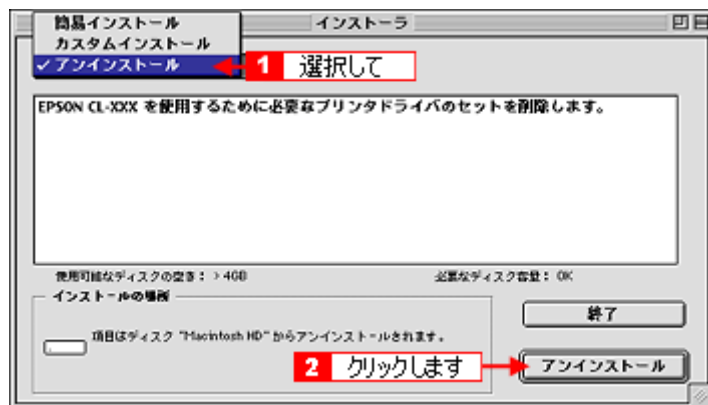 簡易インストール
インストーラ
カスタムインストール
✓アンインストール
1 選択して
EPSON CL-XXX を使用するために必要なプリンタドライバのセットを削除します。
使用可能なディスクの空き： > 4GB
必要なディスク容量： 0K
インストールの場所
項目はディスク "Macintosh HD" からアンインストールされます。
終了
2 クリックします
アンインストール